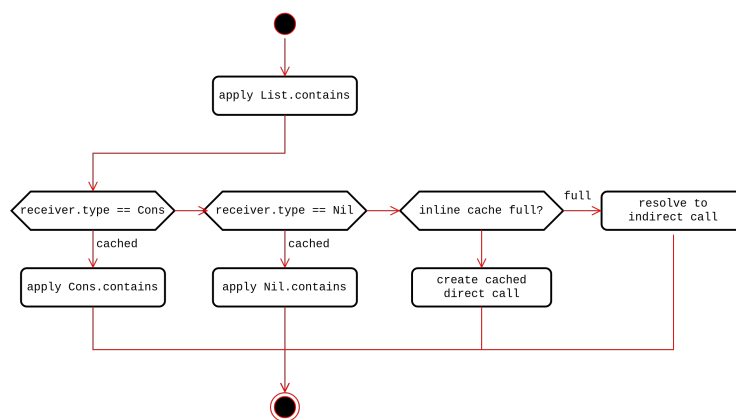 apply List.contains
receiver.type == Cons
receiver.type == Nil
inline cache full?
full
resolve to
indirect call
cached
cached
apply Cons.contains
apply Nil.contains
create cached
direct call